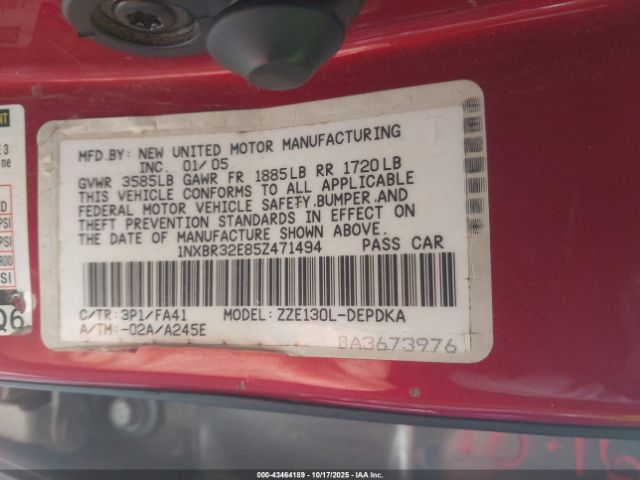 MFD.BY: NEW UNITED MOTOR MANUFACTURING
INC. 01/05
GVWR 3585LB GAWR FR 1885LB RR 1720LB
THIS VEHICLE CONFORMS TO ALL APPLICABLE
FEDERAL MOTOR VEHICLE SAFETY,BUMPER,AND
THEFT PREVENTION STANDARDS IN EFFECT ON
THE DATE OF MANUFACTURE SHOWN ABOVE.
1NXBR32E85Z471494 PASS CAR
C/TR: 3P1/FA41 MODEL: ZZE130L-DEPDKA
A/TM: -02A/A245E
BA3673976
Q6
000-43464189 - 10/17/2025 - IAA, Inc.